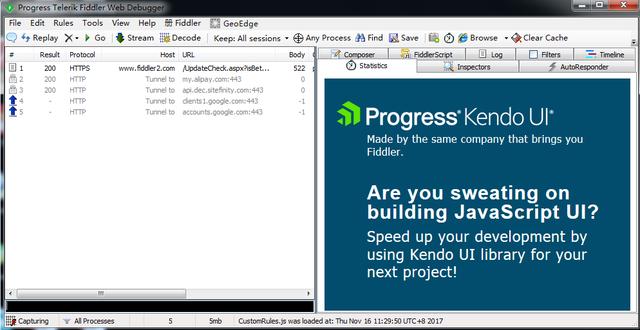 Progress Telerik Fiddler Web Debugger
File Edit Rules Tools View Help Fiddler GeoEdge
Replay Go Stream Decode Keep: All sessions Any Process Find Save Browse Clear Cache
# Result Protocol Host URL Body
1 200 HTTPS www.fiddler2.com /UpdateCheck.aspx?isBet... 522
2 200 HTTP Tunnel to my.alipay.com:443 0
3 200 HTTP Tunnel to api.dec.sitefinity.com:443 0
4 - HTTP Tunnel to clients1.google.com:443 -1
5 - HTTP Tunnel to accounts.google.com:443 -1
Composer FiddlerScript Log Filters Timeline
Statistics Inspectors AutoResponder
Progress Kendo UI
Made by the same company that brings you
Fiddler.
Are you sweating on
building JavaScript UI?
Speed up your development by
using Kendo UI library for your
next project!
Capturing All Processes 5 5mb CustomRules.js was loaded at: Thu Nov 16 11:29:50 UTC+8 2017